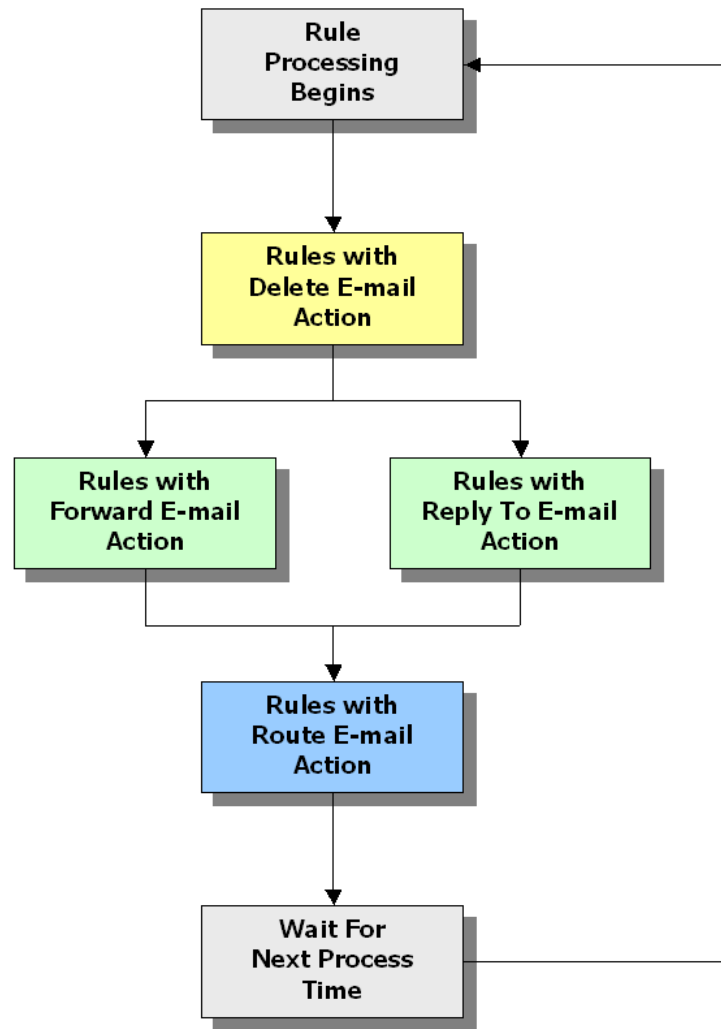 Rule
Processing
Begins
Rules with
Delete E-mail
Action
Rules with
Forward E-mail
Action
Rules with
Reply To E-mail
Action
Rules with
Route E-mail
Action
Wait For
Next Process
Time